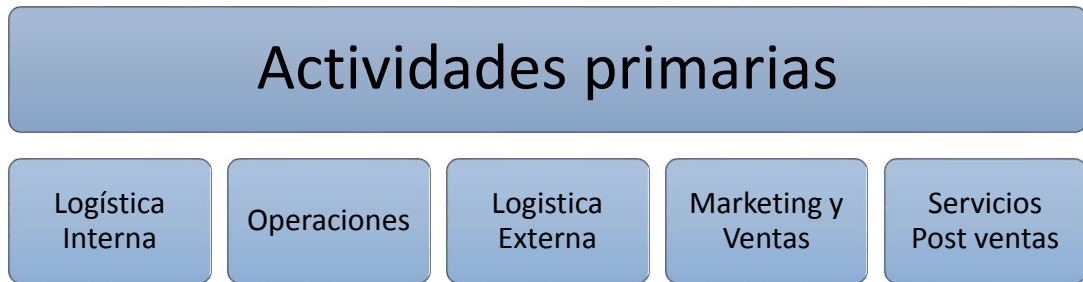 Actividades primarias
Logística
Interna
Operaciones
Logistica
Externa
Marketing y
Ventas
Servicios
Post ventas